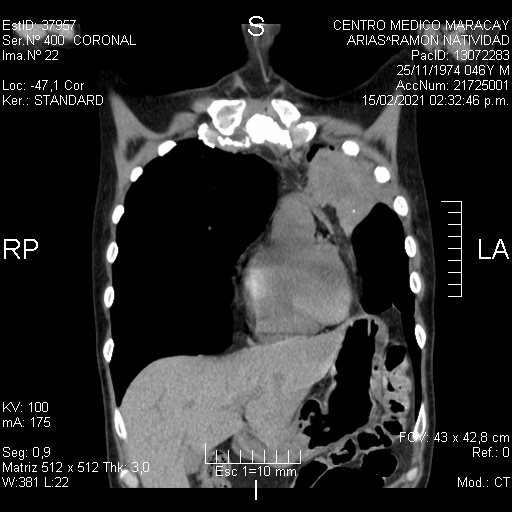 EstID: 37957
Ser.Nº 400 CORONAL
Ima.Nº 22
Loc: -47,1 Cor
Ker.: STANDARD
S
CENTRO MEDICO MARACAY
ARIAS^RAMON NATIVIDAD
PacID: 13072283
25/11/1974 046Y M
AccNum: 21725001
15/02/2021 02:32:46 p.m.
RP
LA
KV: 100
mA: 175
Seg: 0,9
Matriz 512 x 512 Thk: 3,0
W:381 L:22
Esc 1=10 mm
I
FOV: 43 x 42,8 cm
Ref.: 0
Mod.: CT